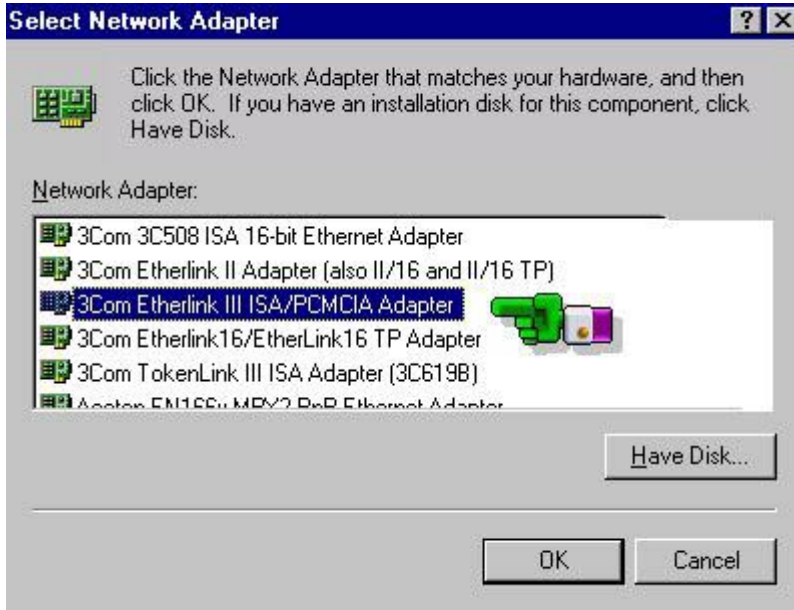 Select Network Adapter
Click the Network Adapter that matches your hardware, and then
click OK. If you have an installation disk for this component, click
Have Disk.
Network Adapter:
3Com 3C508 ISA 16-bit Ethernet Adapter
3Com Etherlink II Adapter (also II/16 and II/16 TP)
3Com Etherlink III ISA/PCMCIA Adapter
3Com Etherlink16/EtherLink16 TP Adapter
3Com TokenLink III ISA Adapter (3C619B)
Ethernet Adapter
Have Disk...
OK
Cancel